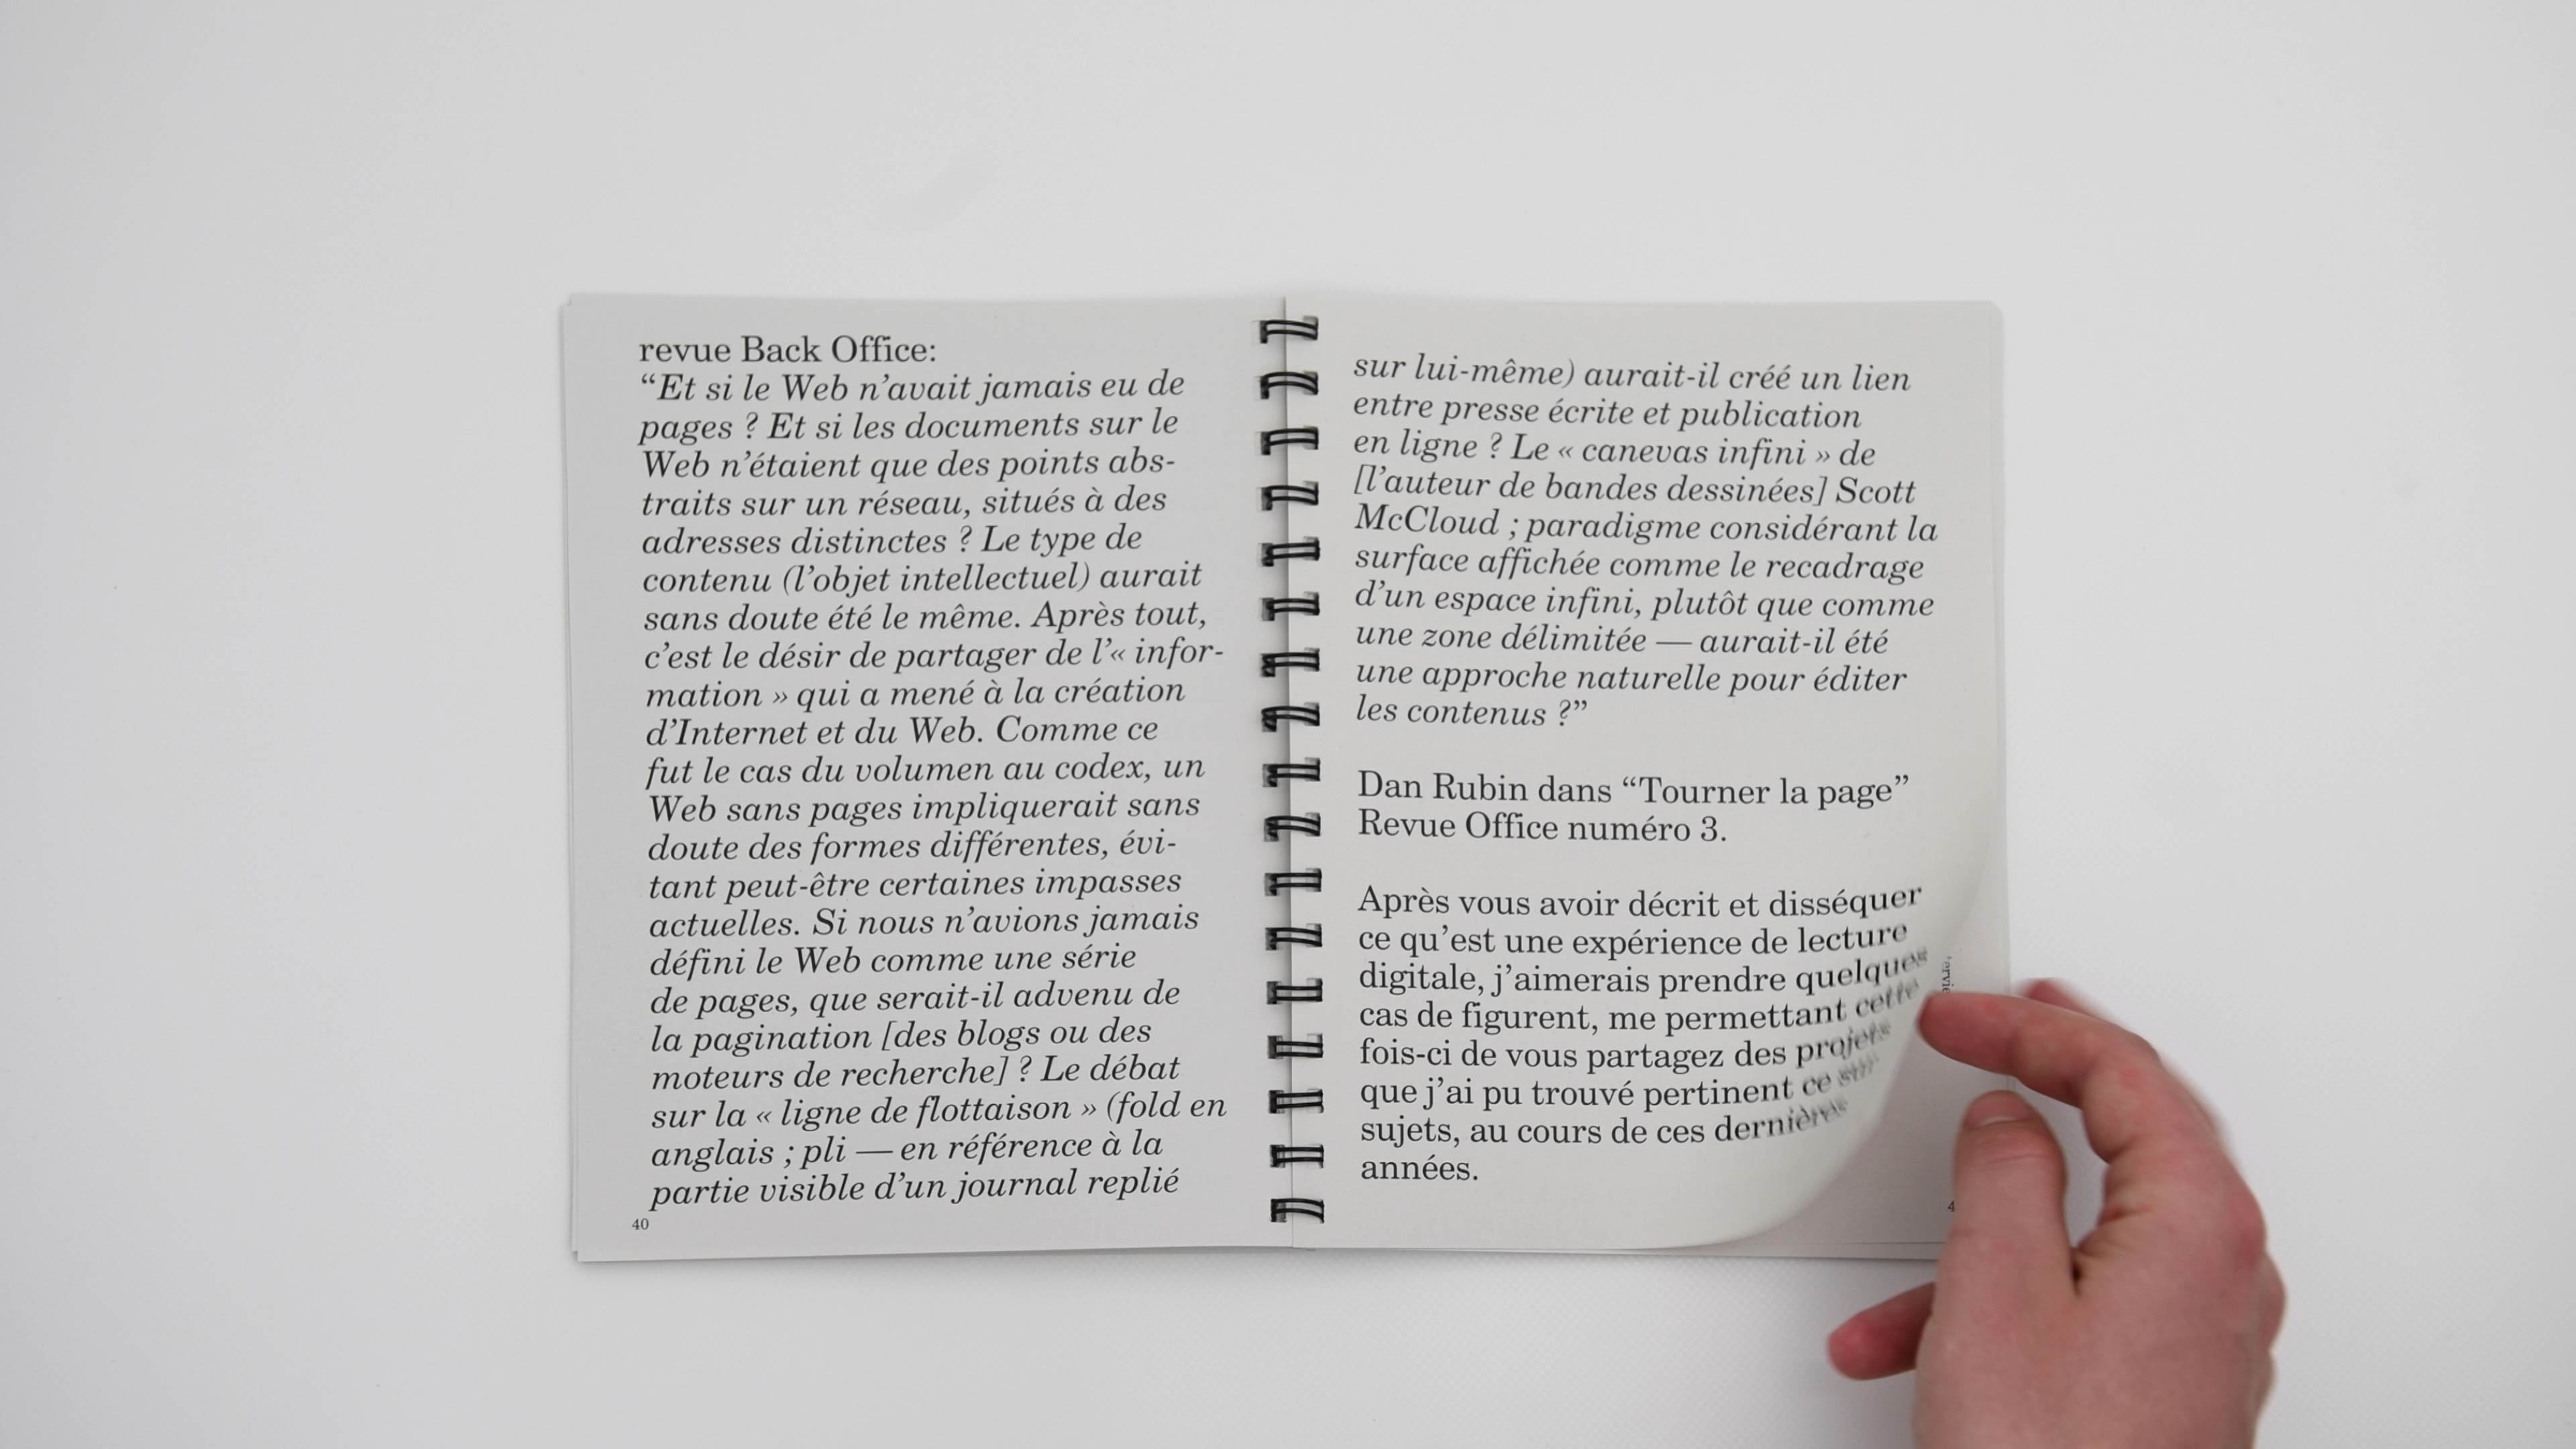 revue Back Office:
“Et si le Web n’avait jamais eu de
pages ? Et si les documents sur le
Web n’étaient que des points abs-
traits sur un réseau, situés à des
adresses distinctes ? Le type de
contenu (l’objet intellectuel) aurait
sans doute été le même. Après tout,
c’est le désir de partager de l’« infor-
mation » qui a mené à la création
d’Internet et du Web. Comme ce
fut le cas du volumen au codex, un
Web sans pages impliquerait sans
doute des formes différentes, évi-
tant peut-être certaines impasses
actuelles. Si nous n’avions jamais
défini le Web comme une série
de pages, que serait-il advenu de
la pagination [des blogs ou des
moteurs de recherche] ? Le débat
sur la « ligne de flottaison » (fold en
anglais ; pli — en référence à la
partie visible d’un journal replié
40
sur lui-même) aurait-il créé un lien
entre presse écrite et publication
en ligne ? Le « canevas infini » de
[l’auteur de bandes dessinées] Scott
McCloud ; paradigme considérant la
surface affichée comme le recadrage
d’un espace infini, plutôt que comme
une zone délimitée — aurait-il été
une approche naturelle pour éditer
les contenus ?”
Dan Rubin dans “Tourner la page”
Revue Office numéro 3.
Après vous avoir décrit et disséquer
ce qu’est une expérience de lecture
digitale, j’aimerais prendre quelques
cas de figurent, me permettant cette
fois-ci de vous partagez des projets
que j’ai pu trouvé pertinent ce
sujets, au cours de ces dernières
années.